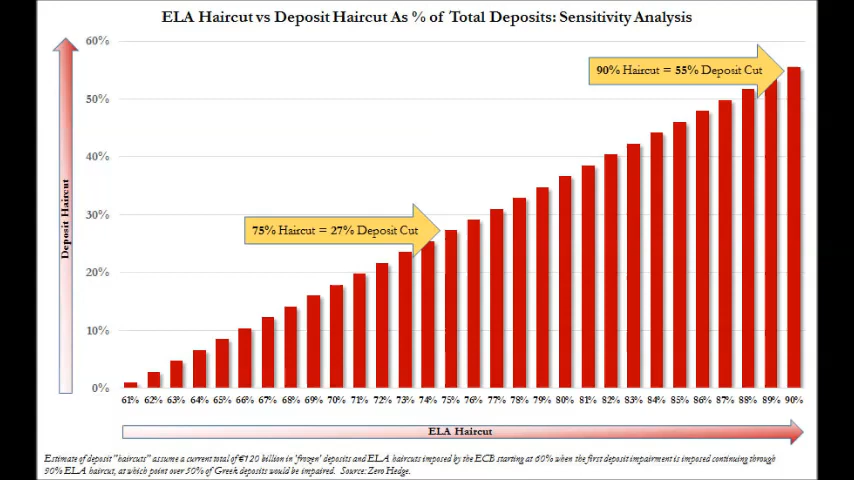 ELA Haircut vs Deposit Haircut As % of Total Deposits: Sensitivity Analysis
60%
90% Haircut = 55% Deposit Cut
50%
40%
30%
75% Haircut = 27% Deposit Cut
20%
10%
0%
Deposit Haircut
61% 62% 63% 64% 65% 66% 67% 68% 69% 70% 71% 72% 73% 74% 75% 76% 77% 78% 79% 80% 81% 82% 83% 84% 85% 86% 87% 88% 89% 90%
ELA Haircut
Estimate of deposit "haircuts" assume a current total of €120 billion in 'frozen' deposits and ELA haircuts imposed by the ECB starting at 60% when the first deposit impairment is imposed continuing through
90% ELA haircut, at which point over 50% of Greek deposits would be impaired. Source: Zero Hedge.